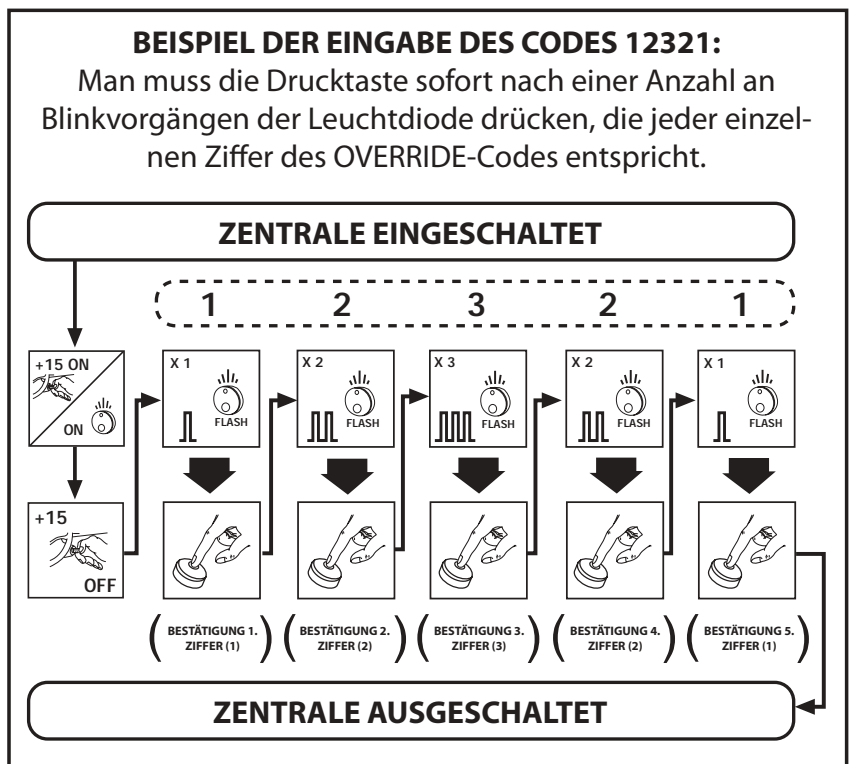 BEISPIEL DER EINGABE DES CODES 12321:
Man muss die Drucktaste sofort nach einer Anzahl an
Blinkvorgängen der Leuchtdiode drücken, die jeder einzel-
nen Ziffer des OVERRIDE-Codes entspricht.
ZENTRALE EINGESCHALTET
1 2 3 2 1
+15 ON
ON
X 1
FLASH
X 2
FLASH
X 3
FLASH
X 2
FLASH
X 1
FLASH
+15
OFF
(BESTÄTIGUNG 1.
ZIFFER (1))
(BESTÄTIGUNG 2.
ZIFFER (2))
(BESTÄTIGUNG 3.
ZIFFER (3))
(BESTÄTIGUNG 4.
ZIFFER (2))
(BESTÄTIGUNG 5.
ZIFFER (1))
ZENTRALE AUSGESCHALTET